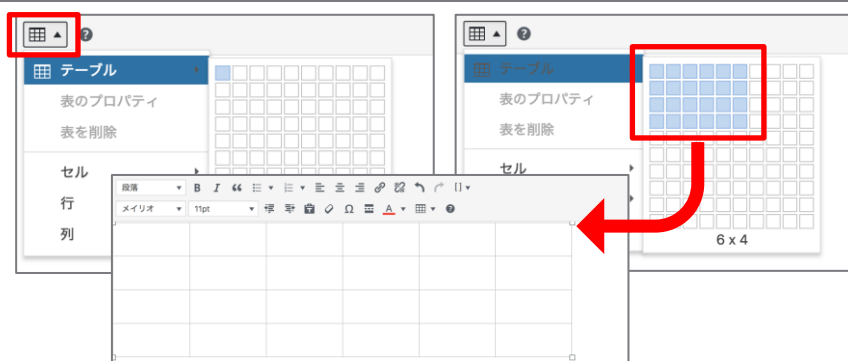 テーブル
表のプロパティ
表を削除
セル
行
列
テーブル
表のプロパティ
表を削除
セル
6 x 4
段落
B I
メイリオ
11pt
Ω
A